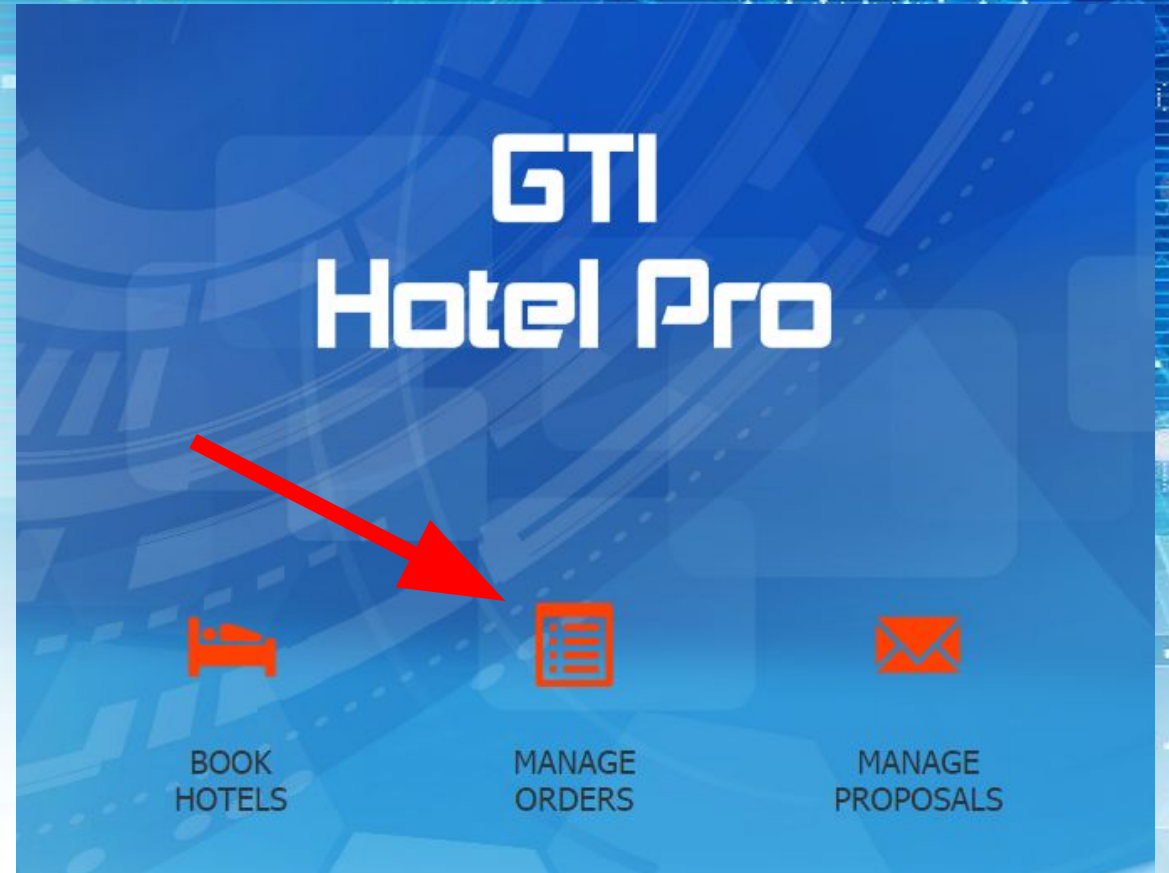 GTI
Hotel Pro
BOOK
HOTELS
MANAGE
ORDERS
MANAGE
PROPOSALS